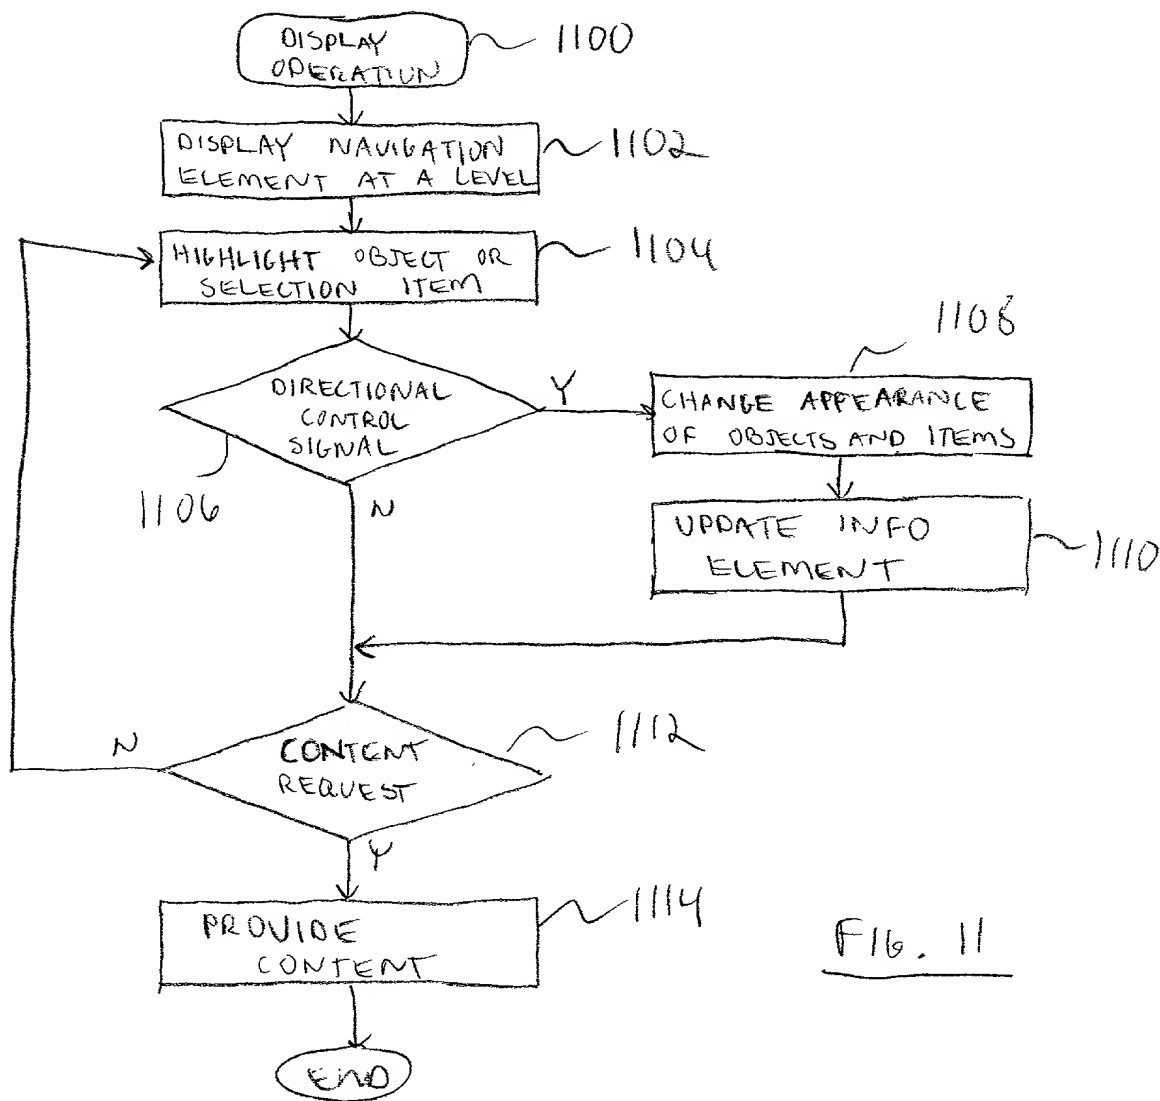 DISPLAY
OPERATION
1100
DISPLAY NAVIGATION
ELEMENT AT A LEVEL
1102
HIGHLIGHT OBJECT OR
SELECTION ITEM
1104
DIRECTIONAL
CONTROL
SIGNAL
1106
Y
N
1108
CHANGE APPEARANCE
OF OBJECTS AND ITEMS
UPDATE INFO
ELEMENT
1110
CONTENT
REQUEST
1112
N
Y
PROVIDE
CONTENT
1114
END
FIG. 11